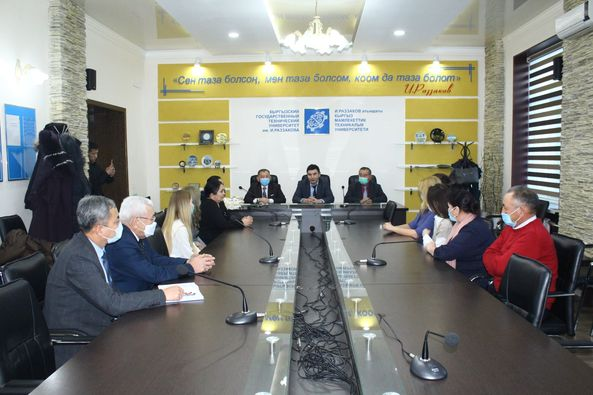 «Сен таза болсоң, мен таза болсом, коом да таза болот»
И.Раззаков
КЫРГЫЗСКИЙ
ГОСУДАРСТВЕННЫЙ
ТЕХНИЧЕСКИЙ
УНИВЕРСИТЕТ
им. И.РАЗЗАКОВА
И.РАЗЗАКОВ атындагы
КЫРГЫЗ
МАМЛЕКЕТТИК
ТЕХНИКАЛЫК
УНИВЕРСИТЕТИ